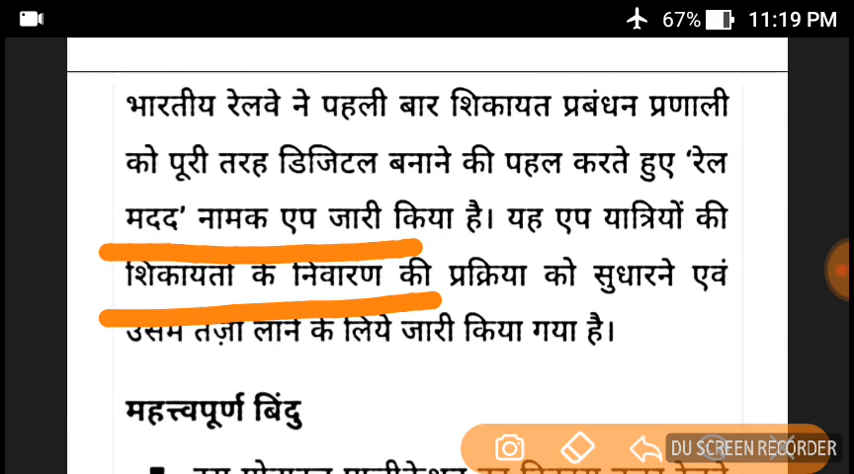 67% 11:19 PM
भारतीय रेलवे ने पहली बार शिकायत प्रबंधन प्रणाली
को पूरी तरह डिजिटल बनाने की पहल करते हुए ‘रेल
मदद’ नामक एप जारी किया है। यह एप यात्रियों की
शिकायतों के निवारण की प्रक्रिया को सुधारने एवं
उसमें तेज़ी लाने के लिये जारी किया गया है।
महत्त्वपूर्ण बिंदु
DU SCREEN RECORDER